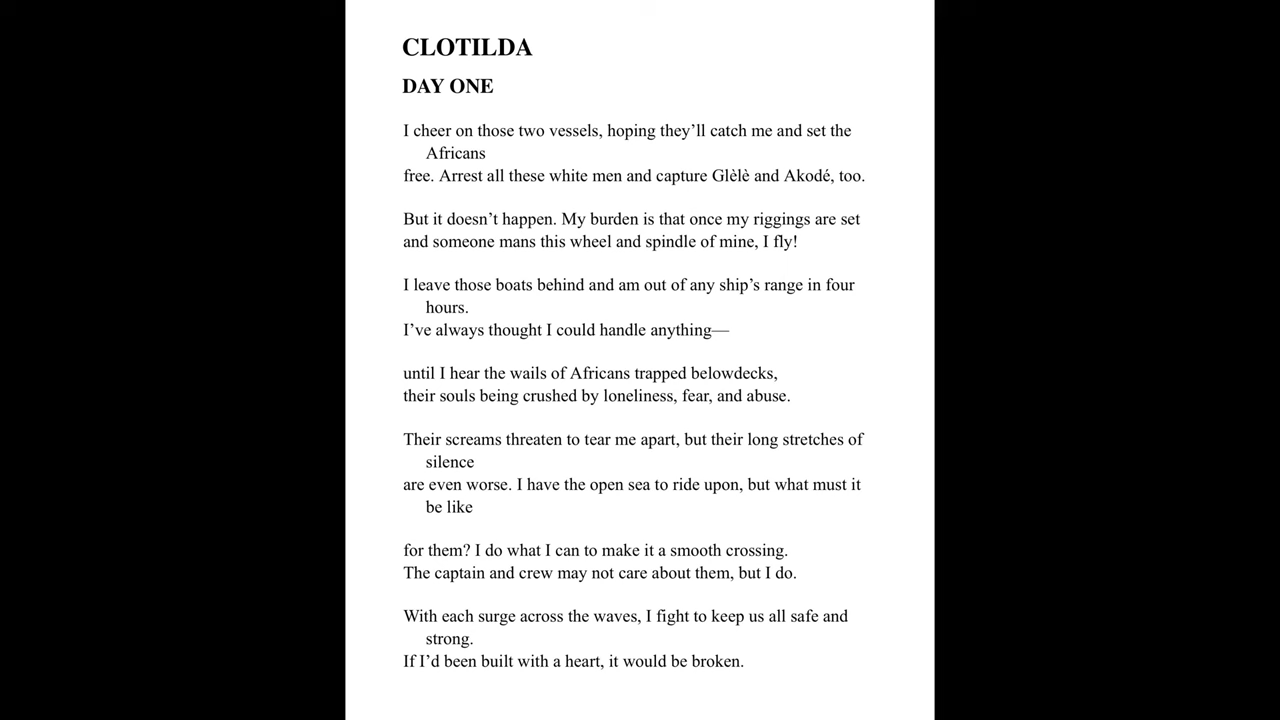 CLOTILDA
DAY ONE
I cheer on those two vessels, hoping they’ll catch me and set the
Africans
free. Arrest all these white men and capture Glèlè and Akodé, too.
But it doesn’t happen. My burden is that once my riggings are set
and someone mans this wheel and spindle of mine, I fly!
I leave those boats behind and am out of any ship’s range in four
hours.
I’ve always thought I could handle anything—
until I hear the wails of Africans trapped belowdecks,
their souls being crushed by loneliness, fear, and abuse.
Their screams threaten to tear me apart, but their long stretches of
silence
are even worse. I have the open sea to ride upon, but what must it
be like
for them? I do what I can to make it a smooth crossing.
The captain and crew may not care about them, but I do.
With each surge across the waves, I fight to keep us all safe and
strong.
If I’d been built with a heart, it would be broken.